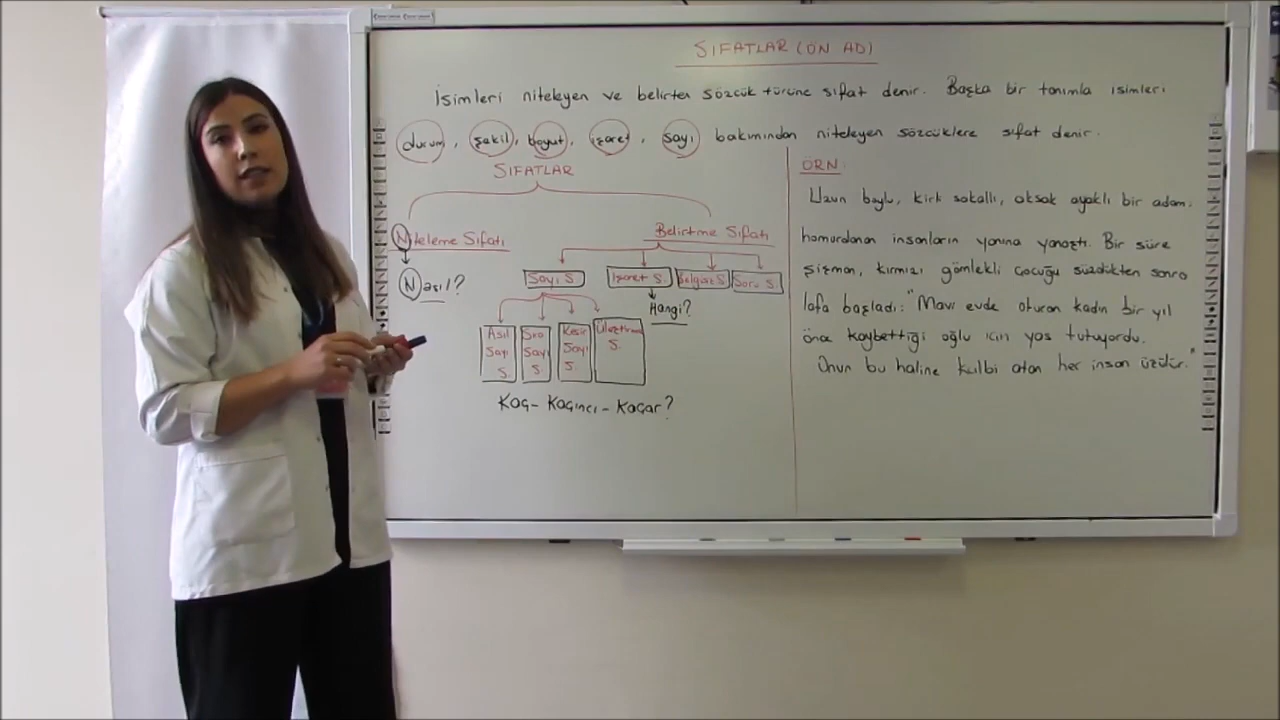 SIFATLAR (ÖN AD)
İsimleri niteleyen ve belirten sözcük türüne sıfat denir. Başka bir tanımla isimleri
durum, şekil, boyut, işaret, sayı bakımından niteleyen sözcüklere sıfat denir.
SIFATLAR
Niteleme Sıfatı
Nasıl?
Belirtme Sıfatı
Sayı S.
İşaret S.
Belgisiz S.
Soru S.
Hangi?
Asıl
Sayı
S.
Sıra
Sayı
S.
Kesir
Sayı
S.
Üleştirme
S.
Kaç- Kaçıncı - Kaçar?
ÖRN:
Uzun boylu, kirk sakallı, aksak ayaklı bir adam.
homurdanan insanların yanına yanaştı. Bir süre
şişman, kırmızı gömlekli çocuğu süzdükten sonra
lafa başladı: "Mavi evde oturan kadın bir yıl
önce kaybettiği oğlu için yas tutuyordu.
Onun bu haline kalbi atan her insan üzülür."